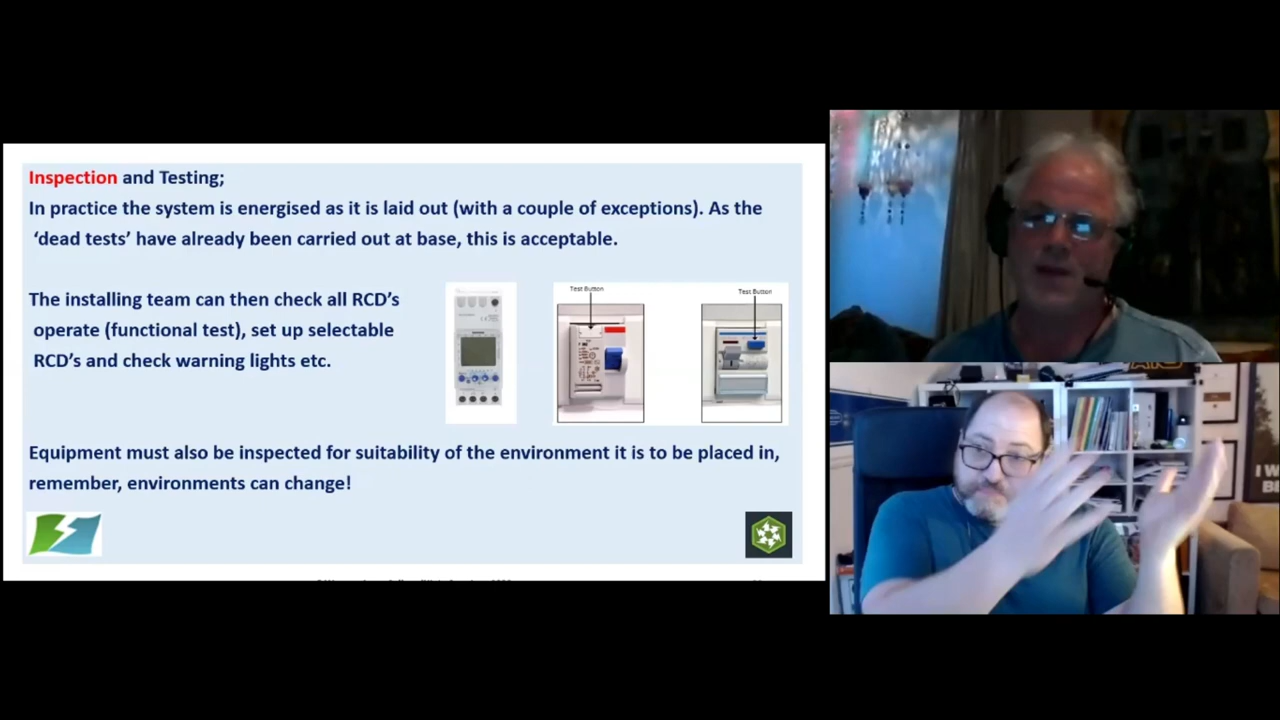 Inspection and Testing;
In practice the system is energised as it is laid out (with a couple of exceptions). As the
‘dead tests’ have already been carried out at base, this is acceptable.
The installing team can then check all RCD’s
operate (functional test), set up selectable
RCD’s and check warning lights etc.
Test Button
Test Button
Equipment must also be inspected for suitability of the environment it is to be placed in,
remember, environments can change!